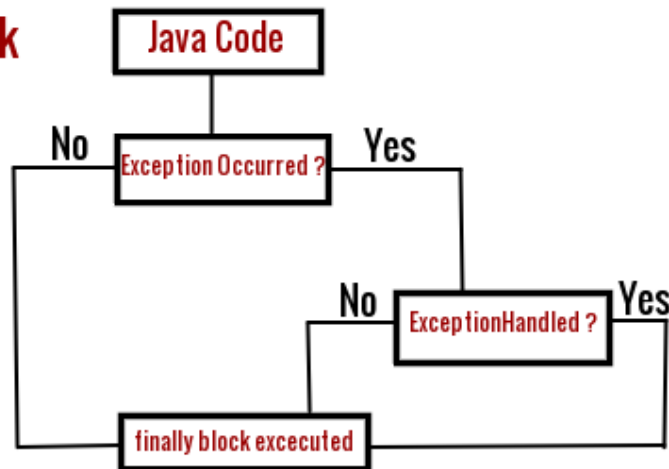 k
Java Code
No
Exception Occurred ?
Yes
No
ExceptionHandled ?
Yes
finally block excecuted